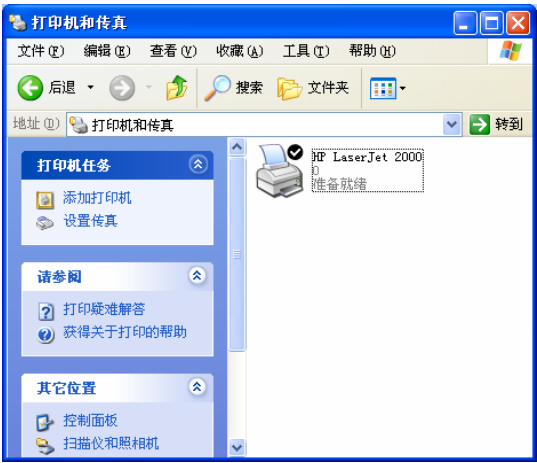 打印机和传真
文件(F) 编辑(E) 查看(V) 收藏(A) 工具(T) 帮助(H)
后退 搜索 文件夹
地址(D) 打印机和传真 转到
打印机任务
添加打印机
设置传真
请参阅
打印疑难解答
获得关于打印的帮助
其它位置
控制面板
扫描仪和照相机
HP LaserJet 2000
0
准备就绪